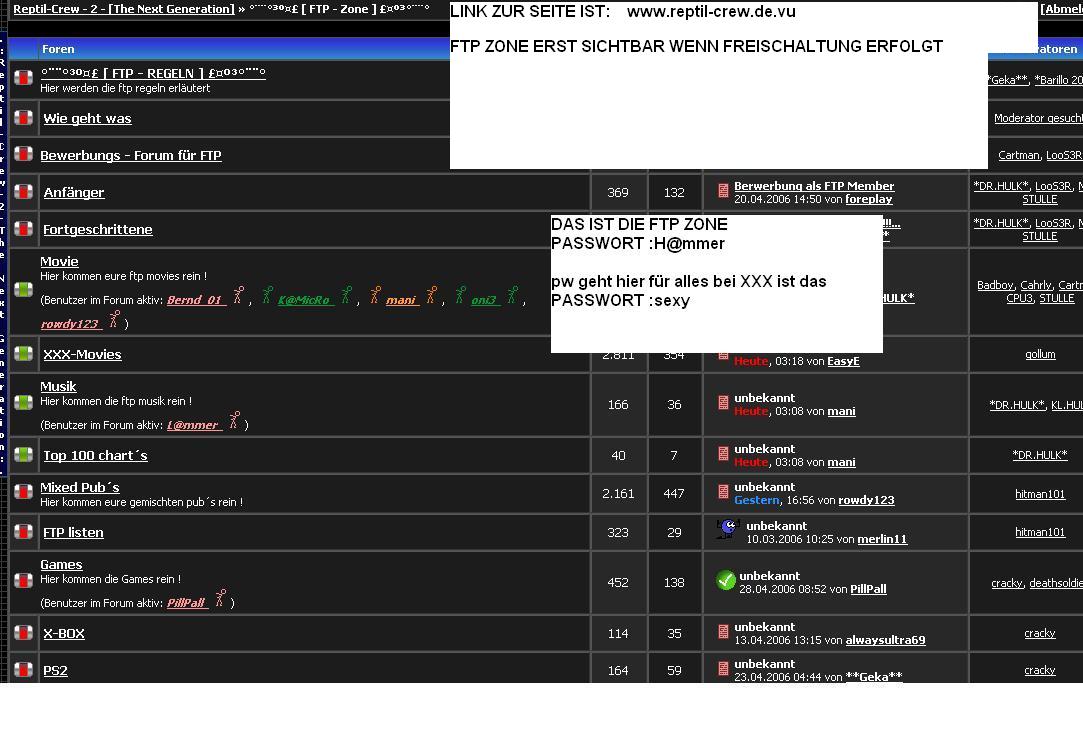 Reptil-Crew - 2 - [The Next Generation] » °¨¨°³º¤£ [ FTP - Zone ] £¤º³°¨¨° [Abmel
LINK ZUR SEITE IST: www.reptil-crew.de.vu
FTP ZONE ERST SICHTBAR WENN FREISCHALTUNG ERFOLGT
Foren
°¨¨°³º¤£ [ FTP - REGELN ] £¤º³°¨¨°
Hier werden die ftp regeln erläutert
*Geka**, *Barillo 20
Wie geht was
Moderator gesucht
Bewerbungs - Forum für FTP
Cartman, LooS3R
Anfänger 369 132 Berwerbung als FTP Member
20.04.2006 14:50 von foreplay
*DR.HULK*, LooS3R,
STULLE
Fortgeschrittene
*DR.HULK*, LooS3R,
STULLE
DAS IST DIE FTP ZONE
PASSWORT :H@mmer
pw geht hier für alles bei XXX ist das
PASSWORT :sexy
Movie
Hier kommen eure ftp movies rein !
(Benutzer im Forum aktiv: Bernd_01 , K@MicRo , mani , oni3 ,
rowdy123 )
HULK*
Badboy, Cahrly, Cart
CPU3, STULLE
XXX-Movies 2.811 354
Heute, 03:18 von EasyE
gollum
Musik
Hier kommen die ftp musik rein !
(Benutzer im Forum aktiv: L@mmer )
166 36 unbekannt
Heute, 03:08 von mani
*DR.HULK*, KL.HUL
Top 100 chart´s 40 7 unbekannt
Heute, 03:08 von mani
*DR.HULK*
Mixed Pub´s
Hier kommen eure gemischten pub´s rein !
2.161 447 unbekannt
Gestern, 16:56 von rowdy123
hitman101
FTP listen 323 29 unbekannt
10.03.2006 10:25 von merlin11
hitman101
Games
Hier kommen die Games rein !
(Benutzer im Forum aktiv: PillPall )
452 138 unbekannt
28.04.2006 08:52 von PillPall
cracky, deathsoldie
X-BOX 114 35 unbekannt
13.04.2006 13:15 von alwaysultra69
cracky
PS2 164 59 unbekannt
23.04.2006 04:44 von **Geka**
cracky